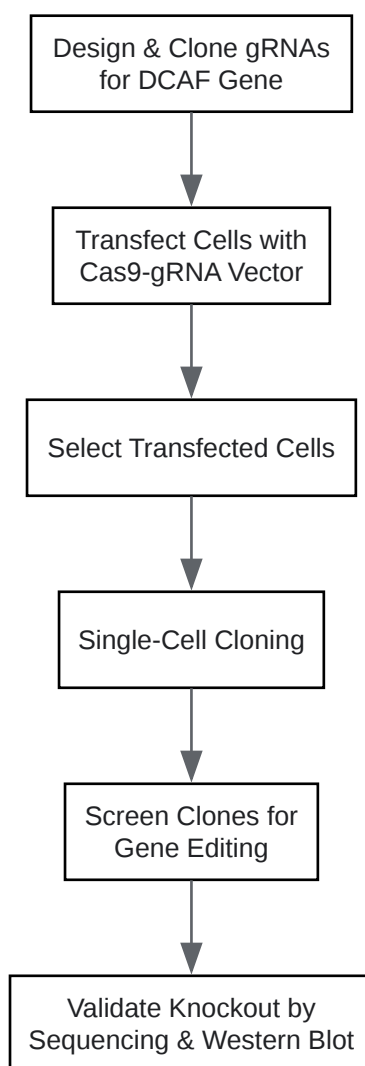 Design & Clone gRNAs
for DCAF Gene
Transfect Cells with
Cas9-gRNA Vector
Select Transfected Cells
Single-Cell Cloning
Screen Clones for
Gene Editing
Validate Knockout by
Sequencing & Western Blot